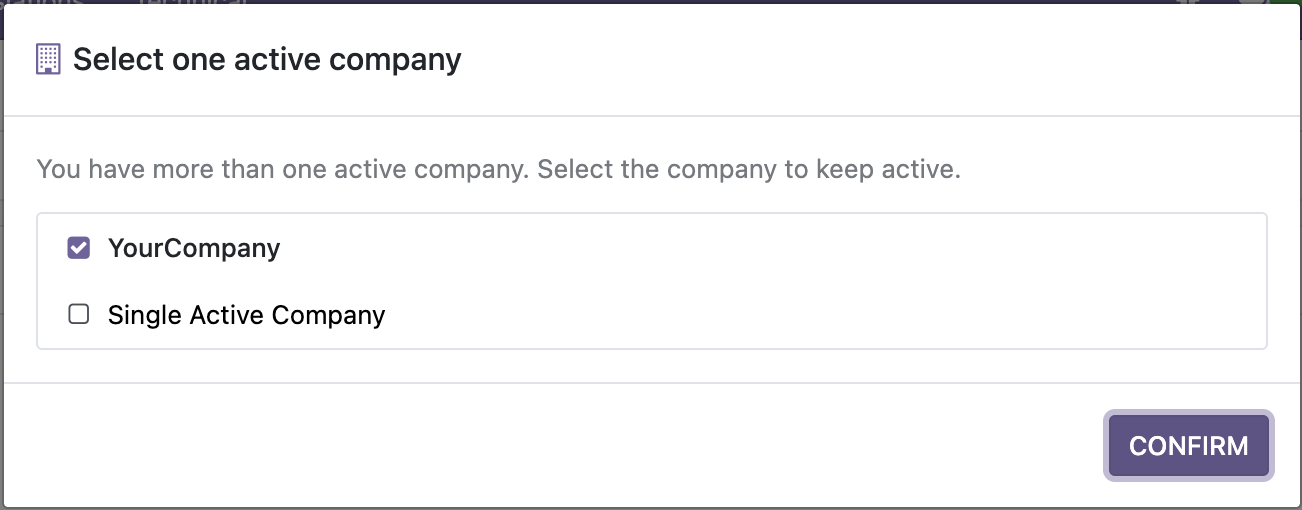 Technical
Select one active company
You have more than one active company. Select the company to keep active.
YourCompany
Single Active Company
CONFIRM